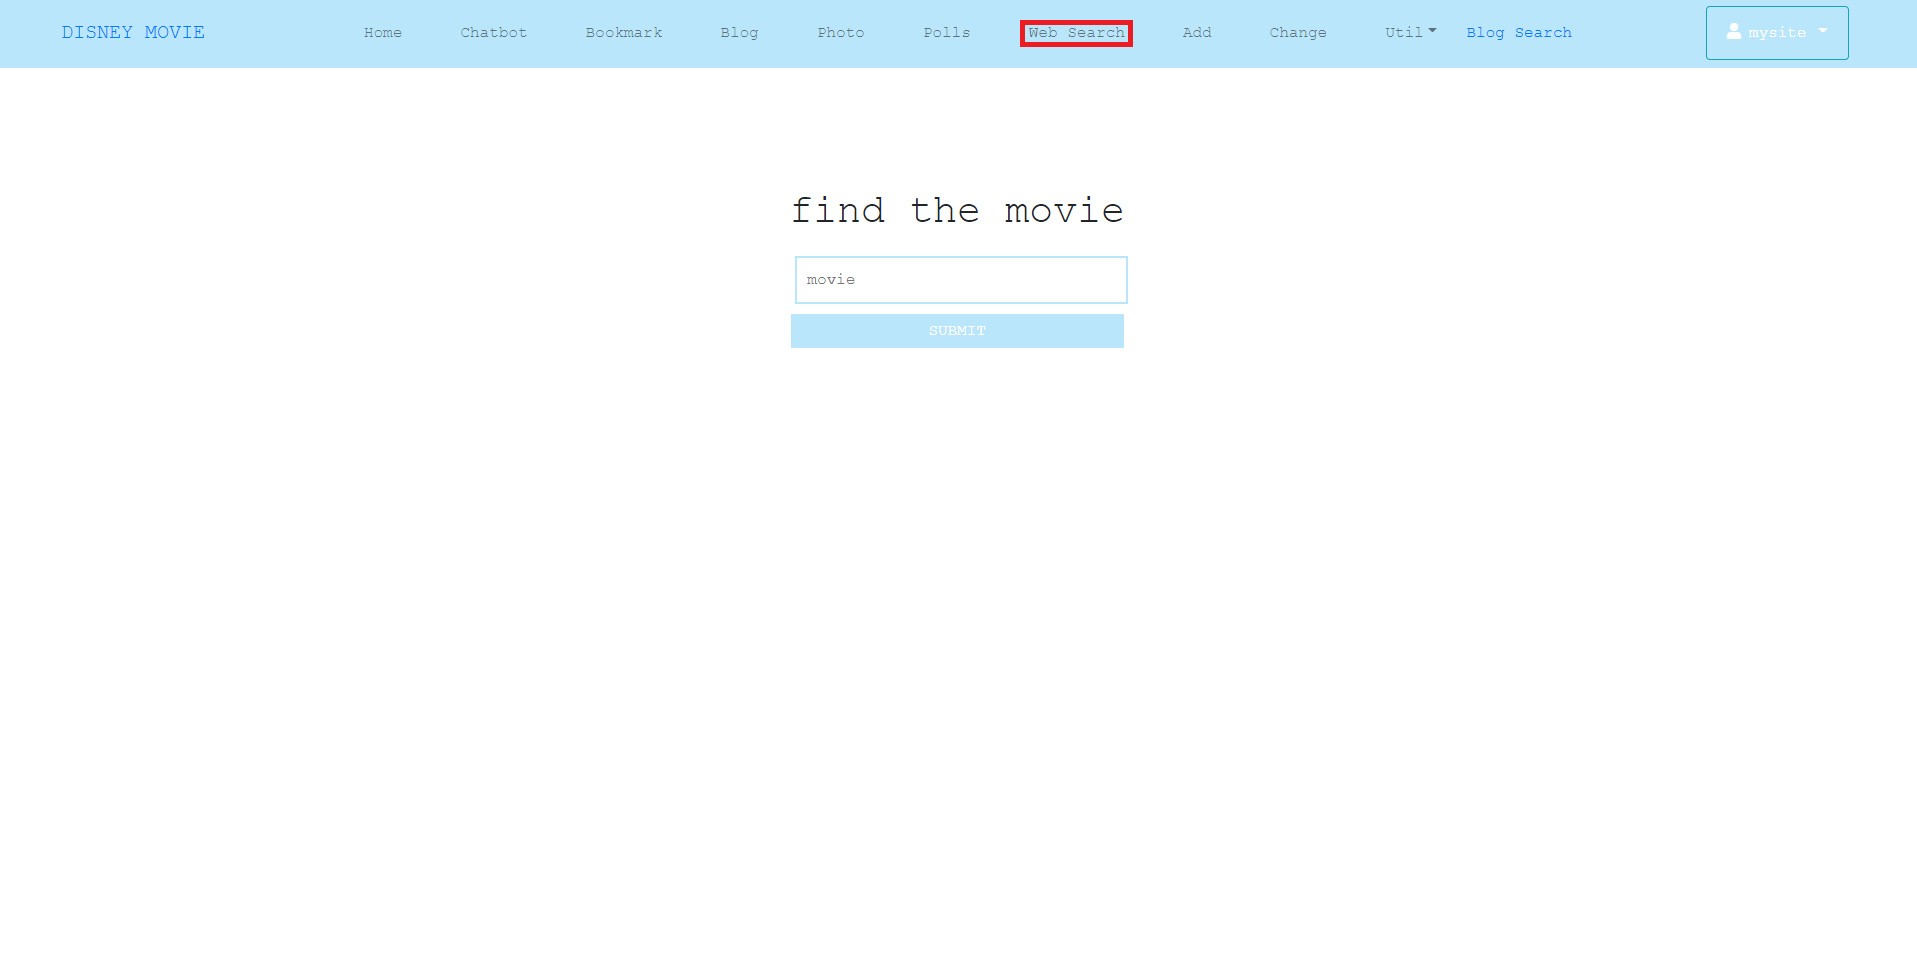 DISNEY MOVIE Home Chatbot Bookmark Blog Photo Polls Web Search Add Change Util Blog Search mysite
find the movie
movie
SUBMIT